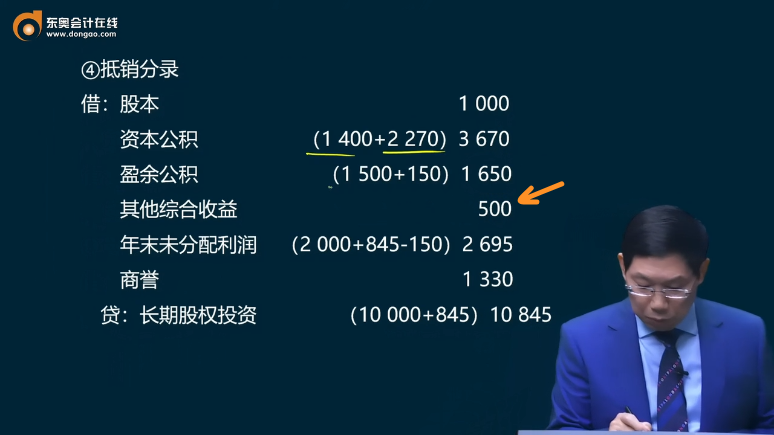 东奥会计在线
www.dongao.com
④抵销分录
借：股本 1 000
资本公积 (1 400+2 270) 3 670
盈余公积 (1 500+150) 1 650
其他综合收益 500
年末未分配利润 (2 000+845-150) 2 695
商誉 1 330
贷：长期股权投资 (10 000+845) 10 845